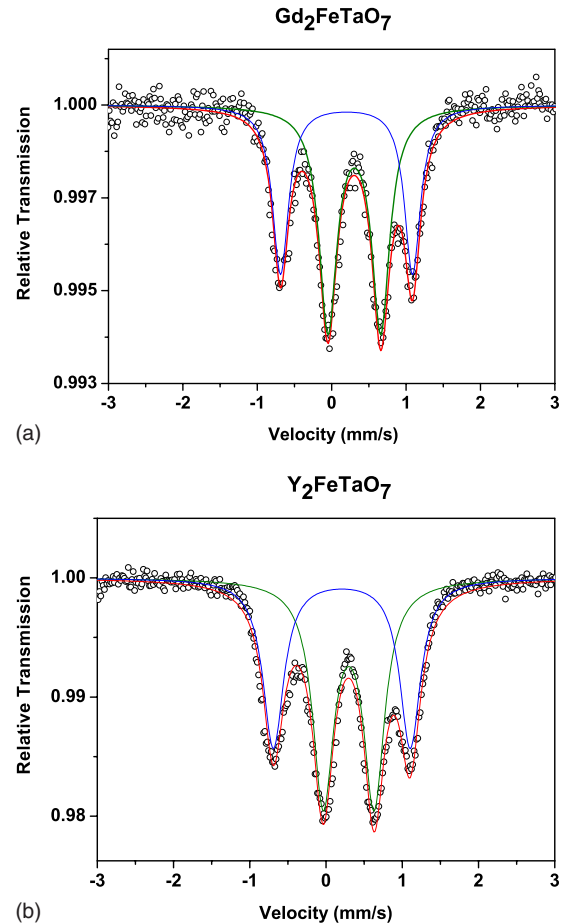 Gd2FeTaO7
Relative Transmission
1.000
0.997
0.995
0.993
-3 -2 -1 0 1 2 3
Velocity (mm/s)
(a)
Y2FeTaO7
Relative Transmission
1.00
0.99
0.98
-3 -2 -1 0 1 2 3
Velocity (mm/s)
(b)